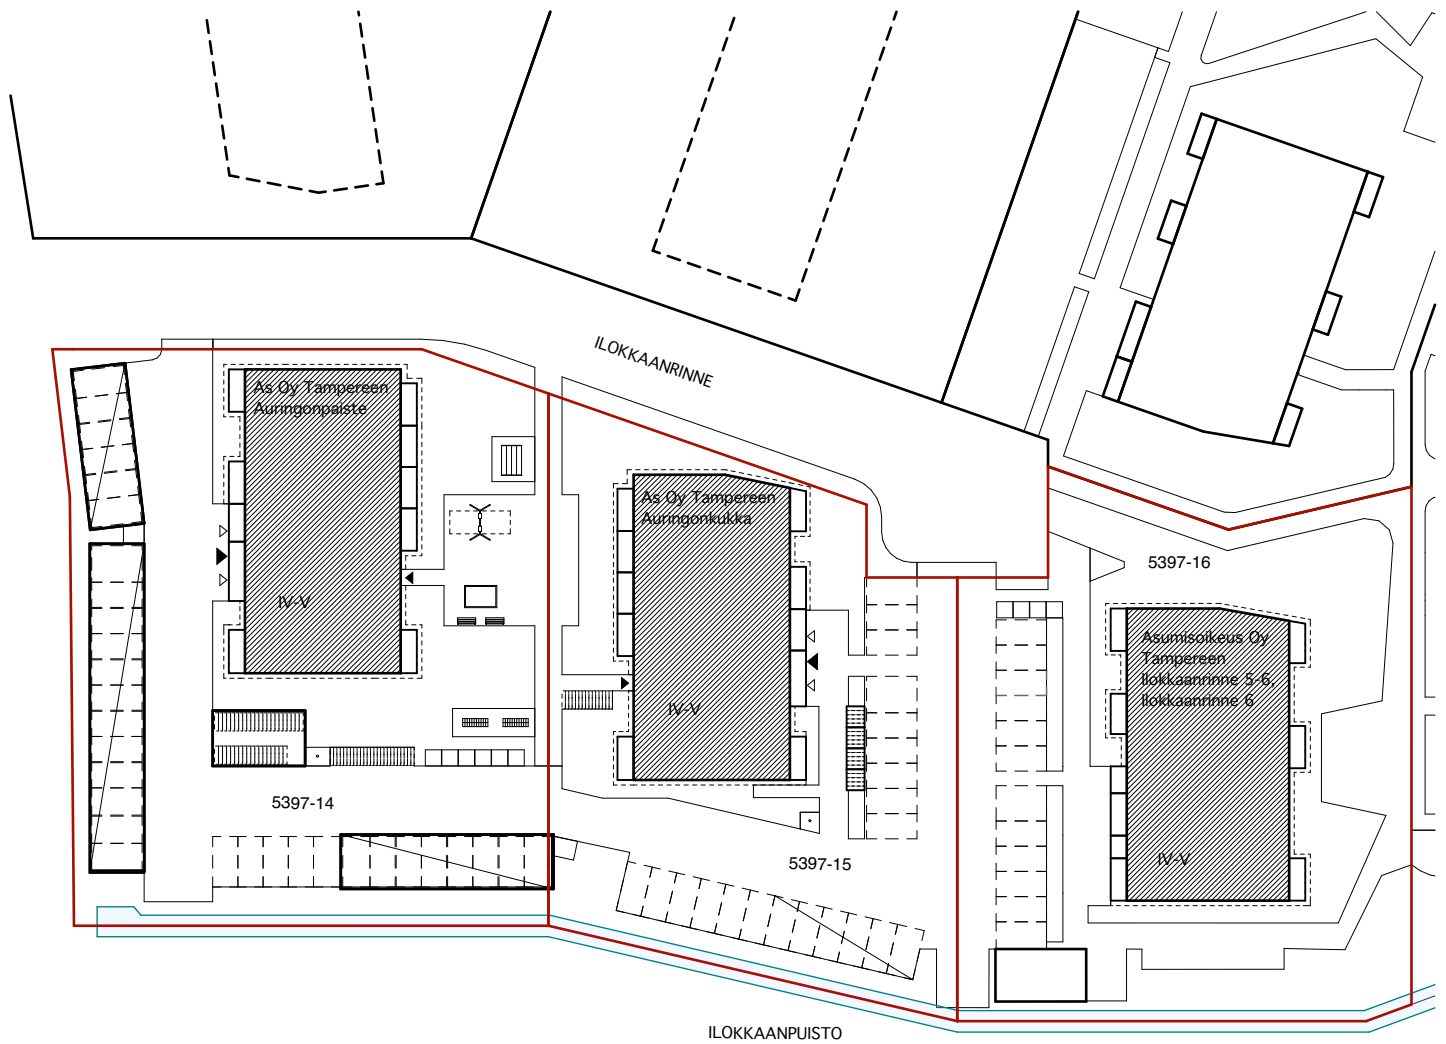 ILOKKAANRINNE
As Oy Tampereen
Auringonpaiste
IV-V
As Oy Tampereen
Auringonkukka
IV-V
5397-16
Asumisoikeus Oy
Tampereen
Ilokkaanrinne 5-6,
Ilokkaanrinne 6
IV-V
5397-14
5397-15
ILOKKAANPUISTO